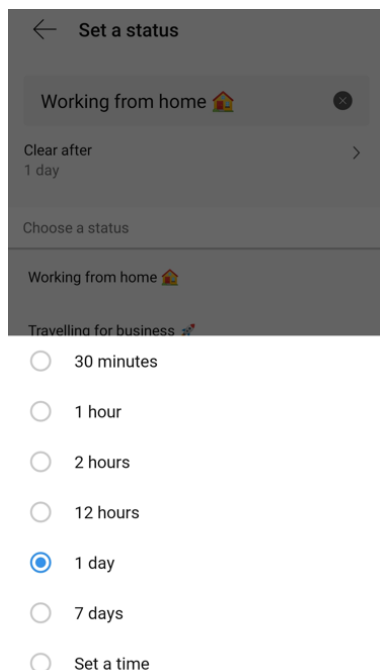 Set a status
Working from home 🏠
Clear after
1 day
Choose a status
Working from home 🏠
Travelling for business 🚀
30 minutes
1 hour
2 hours
12 hours
1 day
7 days
Set a time